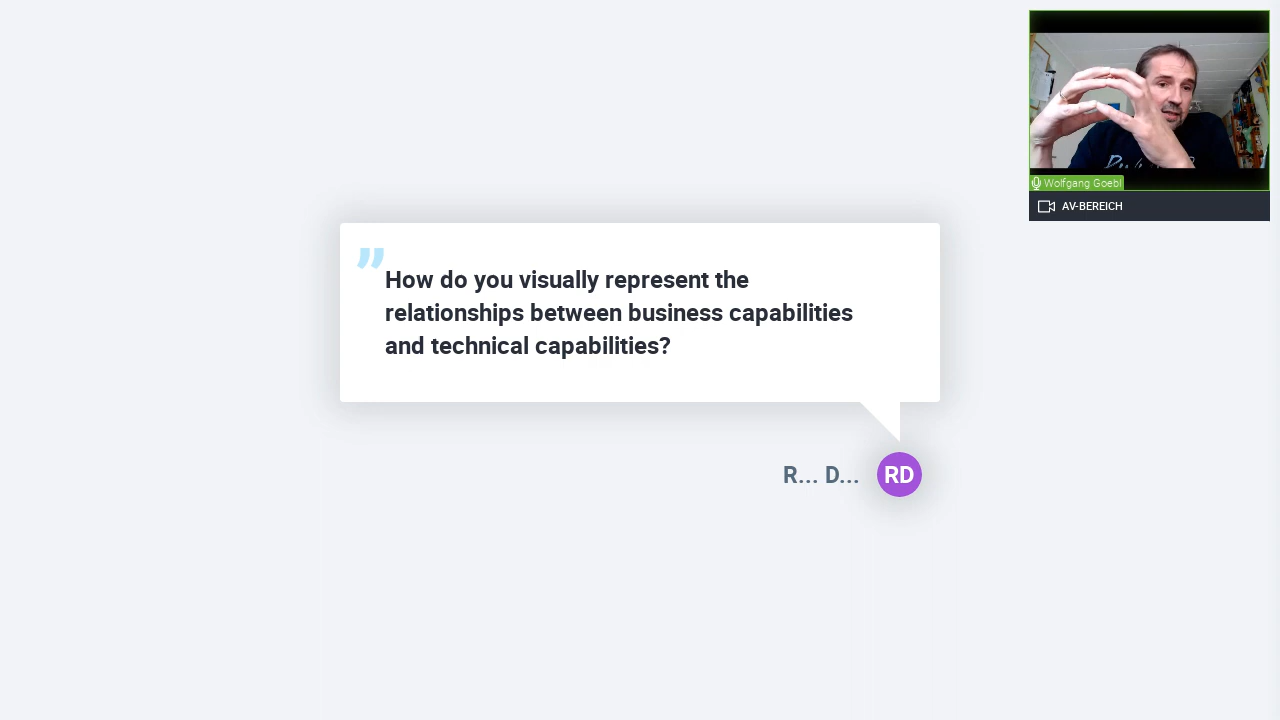 Wolfgang Goebl
AV-BEREICH
"
How do you visually represent the
relationships between business capabilities
and technical capabilities?
R... D...
RD